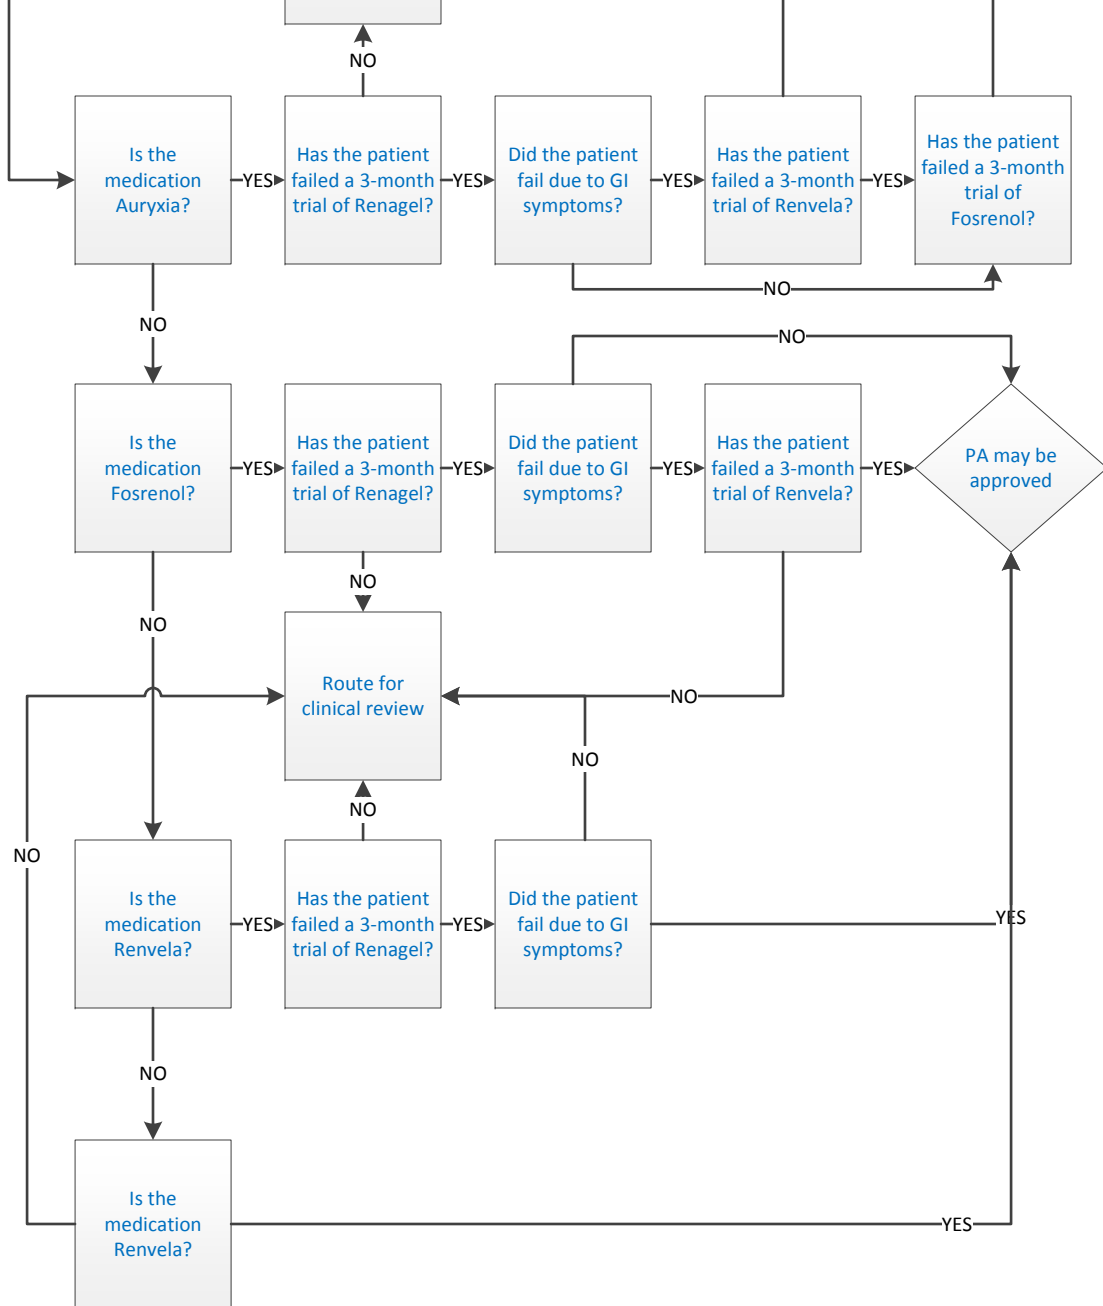 NO
Is the
medication
Auryxia?
YES
Has the patient
failed a 3-month
trial of Renagel?
YES
Did the patient
fail due to GI
symptoms?
YES
Has the patient
failed a 3-month
trial of Renvela?
YES
Has the patient
failed a 3-month
trial of
Fosrenol?
NO
NO
NO
Is the
medication
Fosrenol?
YES
Has the patient
failed a 3-month
trial of Renagel?
YES
Did the patient
fail due to GI
symptoms?
YES
Has the patient
failed a 3-month
trial of Renvela?
YES
PA may be
approved
NO
NO
Route for
clinical review
NO
NO
NO
NO
Is the
medication
Renvela?
YES
Has the patient
failed a 3-month
trial of Renagel?
YES
Did the patient
fail due to GI
symptoms?
YES
NO
Is the
medication
Renvela?
YES